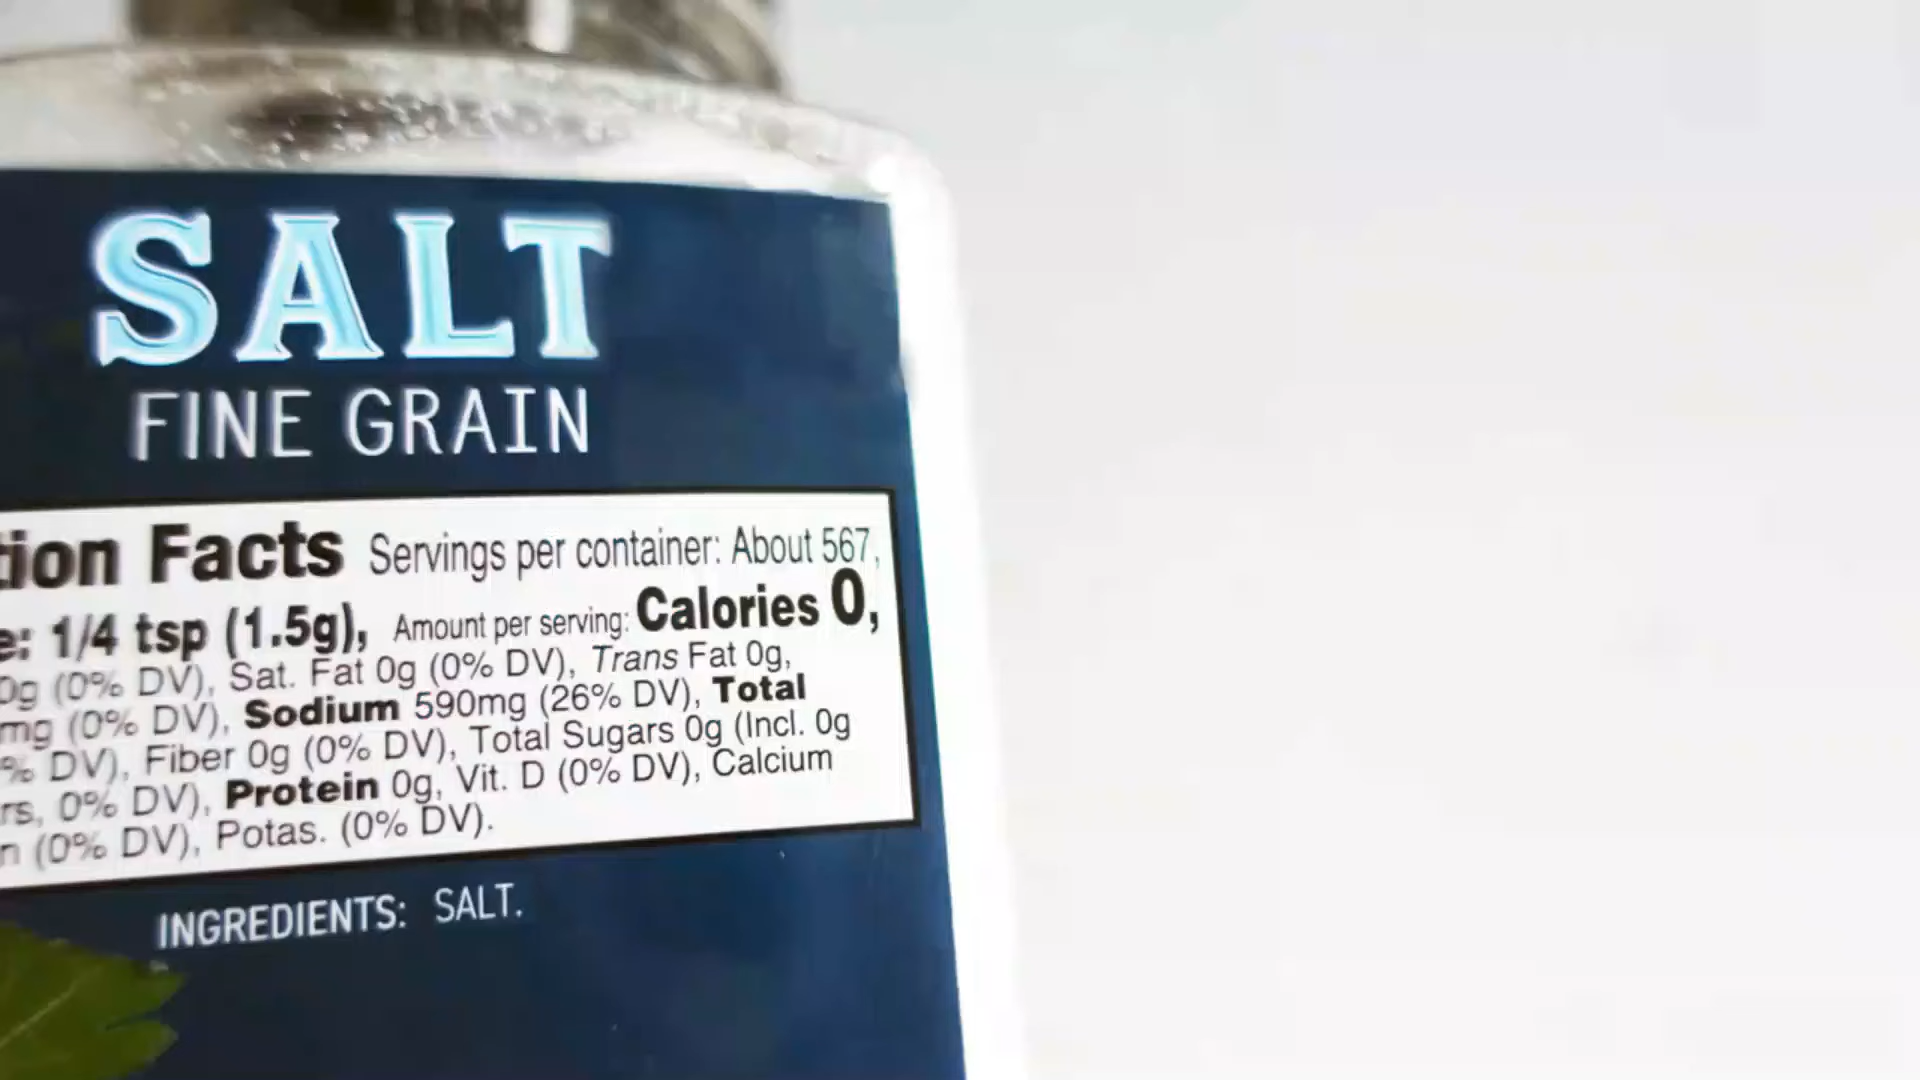 SALT
FINE GRAIN
tion Facts Servings per container: About 567,
e: 1/4 tsp (1.5g), Amount per serving: Calories 0,
0g (0% DV), Sat. Fat 0g (0% DV), Trans Fat 0g,
mg (0% DV), Sodium 590mg (26% DV), Total
% DV), Fiber 0g (0% DV), Total Sugars 0g (Incl. 0g
rs, 0% DV), Protein 0g, Vit. D (0% DV), Calcium
n (0% DV), Potas. (0% DV).
INGREDIENTS: SALT.